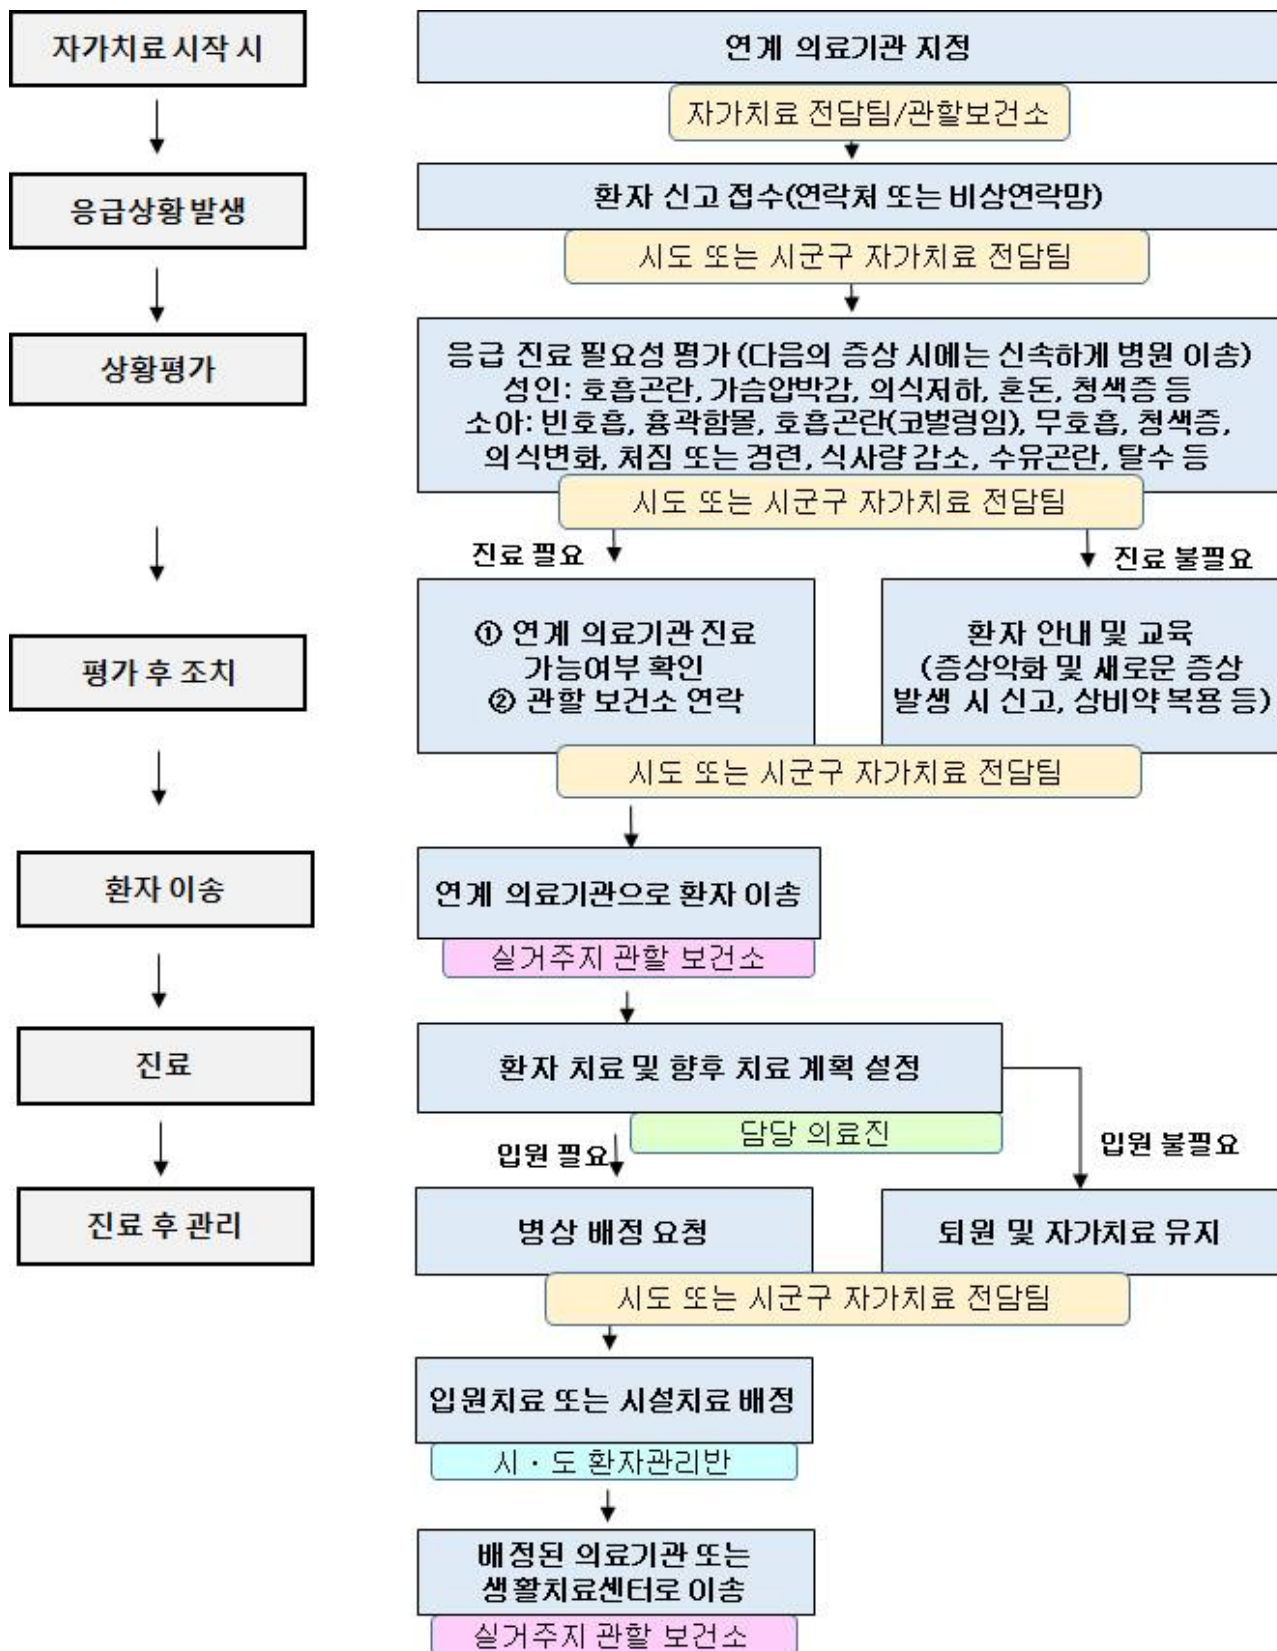 자가치료 시작 시
연계 의료기관 지정
자가치료 전담팀/관할보건소
응급상황 발생
환자 신고 접수(연락처 또는 비상연락망)
시도 또는 시군구 자가치료 전담팀
상황평가
응급 진료 필요성 평가 (다음의 증상 시에는 신속하게 병원 이송)
성인: 호흡곤란, 가슴압박감, 의식저하, 혼돈, 청색증 등
소아: 빈호흡, 흉곽함몰, 호흡곤란(코벌렁임), 무호흡, 청색증,
의식변화, 처짐 또는 경련, 식사량 감소, 수유곤란, 탈수 등
시도 또는 시군구 자가치료 전담팀
진료 필요
진료 불필요
평가 후 조치
① 연계 의료기관 진료
가능여부 확인
② 관할 보건소 연락
환자 안내 및 교육
(증상악화 및 새로운 증상
발생 시 신고, 상비약 복용 등)
시도 또는 시군구 자가치료 전담팀
환자 이송
연계 의료기관으로 환자 이송
실거주지 관할 보건소
진료
환자 치료 및 향후 치료 계획 설정
담당 의료진
입원 필요
입원 불필요
진료 후 관리
병상 배정 요청
퇴원 및 자가치료 유지
시도 또는 시군구 자가치료 전담팀
입원치료 또는 시설치료 배정
시・도 환자관리반
배정된 의료기관 또는
생활치료센터로 이송
실거주지 관할 보건소